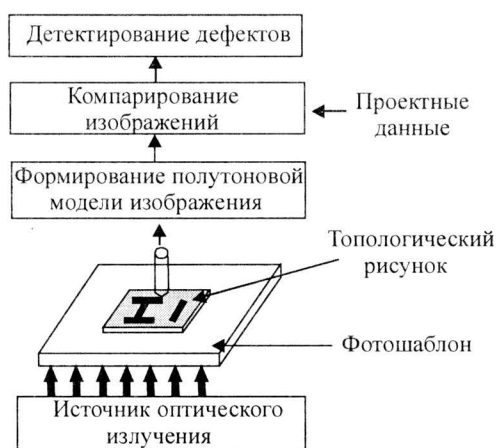 Детектирование дефектов
Компарирование
изображений
Проектные
данные
Формирование полутоновой
модели изображения
Топологический
рисунок
Фотошаблон
Источник оптического
излучения